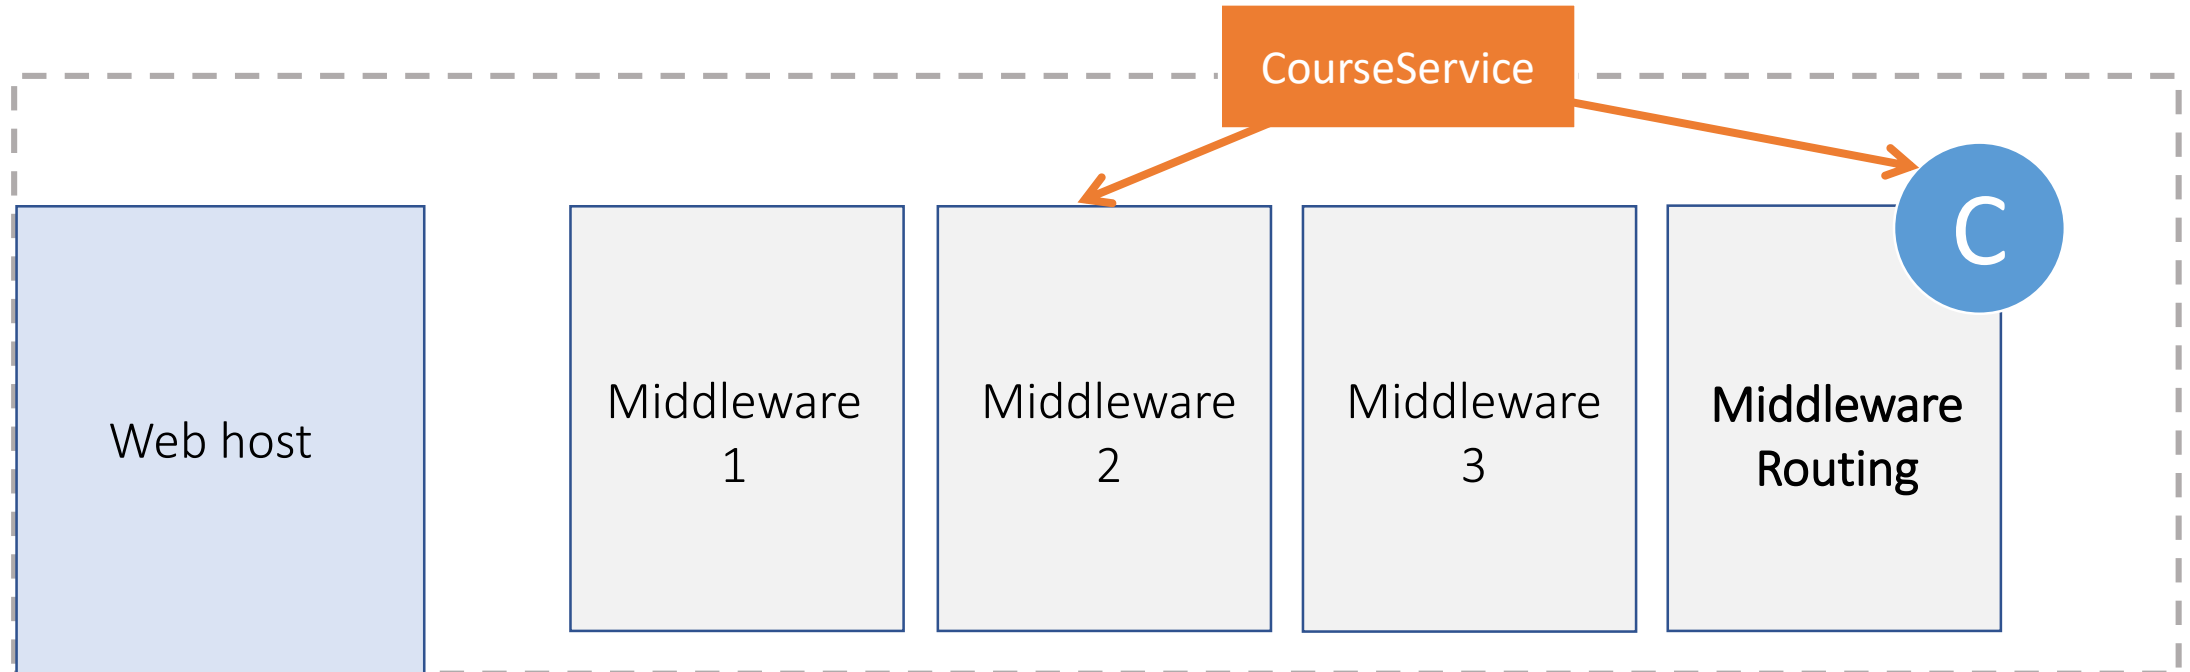 CourseService
C
Web host
Middleware
1
Middleware
2
Middleware
3
Middleware
Routing